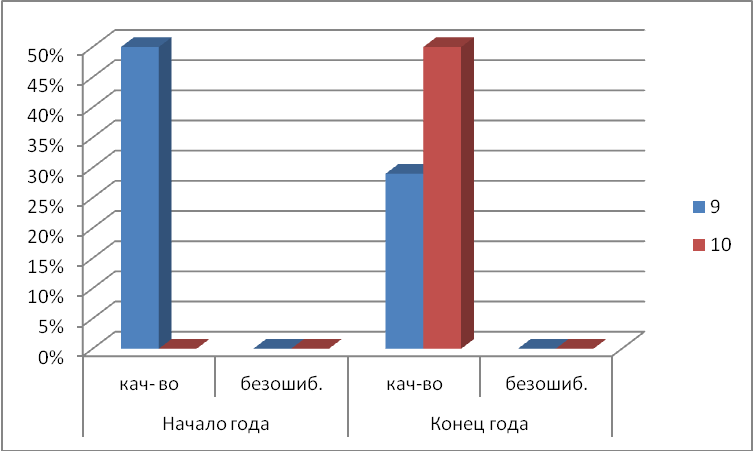 50%
45%
40%
35%
30%
25%
20%
15%
10%
5%
0%
кач- во
безошиб.
кач-во
безошиб.
Начало года
Конец года
9
10